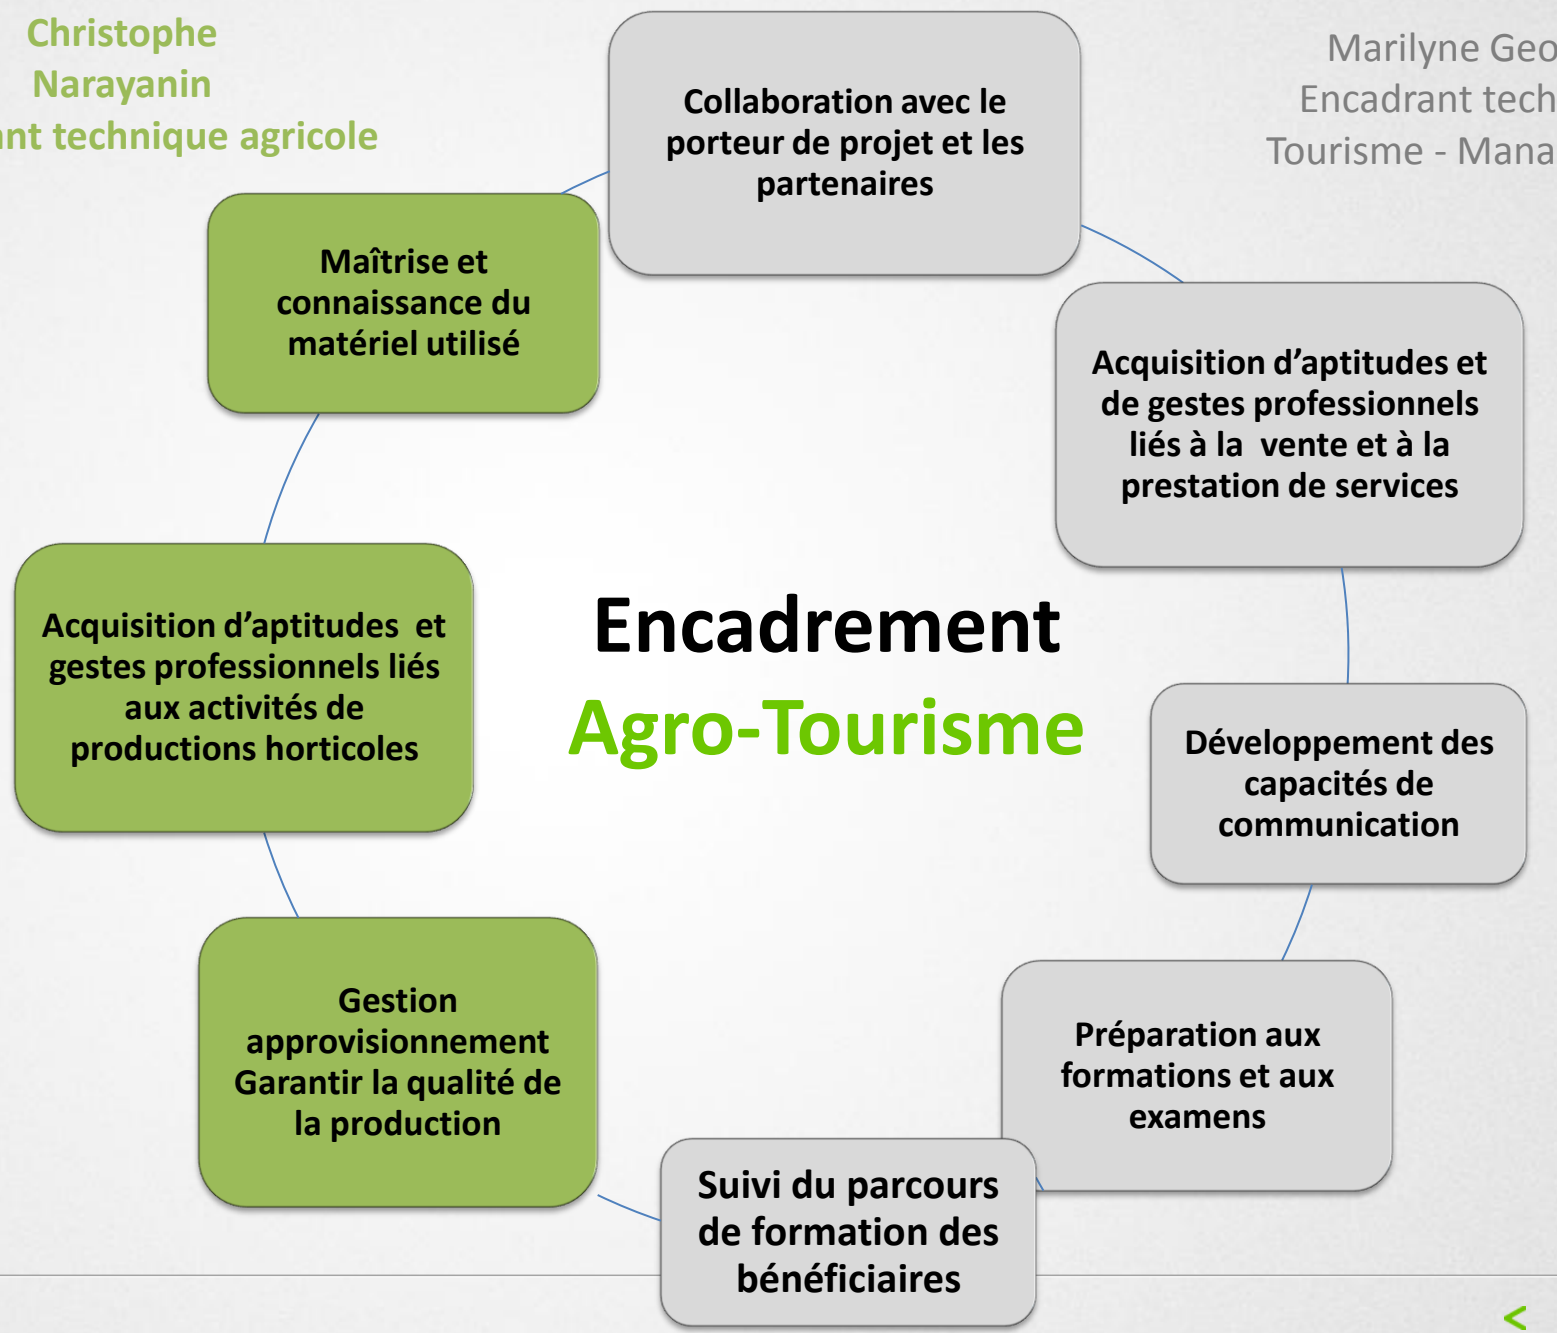 Christophe
Narayanin
technique agricole
Marilyne
Encadrant
Tourisme -
Collaboration avec le
porteur de projet et les
partenaires
Maîtrise et
connaissance du
matériel utilisé
Acquisition d’aptitudes et
de gestes professionnels
liés à la vente et à la
prestation de services
Acquisition d’aptitudes et
gestes professionnels liés
aux activités de
productions horticoles
Encadrement
Agro-Tourisme
Développement des
capacités de
communication
Gestion
approvisionnement
Garantir la qualité de
la production
Préparation aux
formations et aux
examens
Suivi du parcours
de formation des
bénéficiaires
<